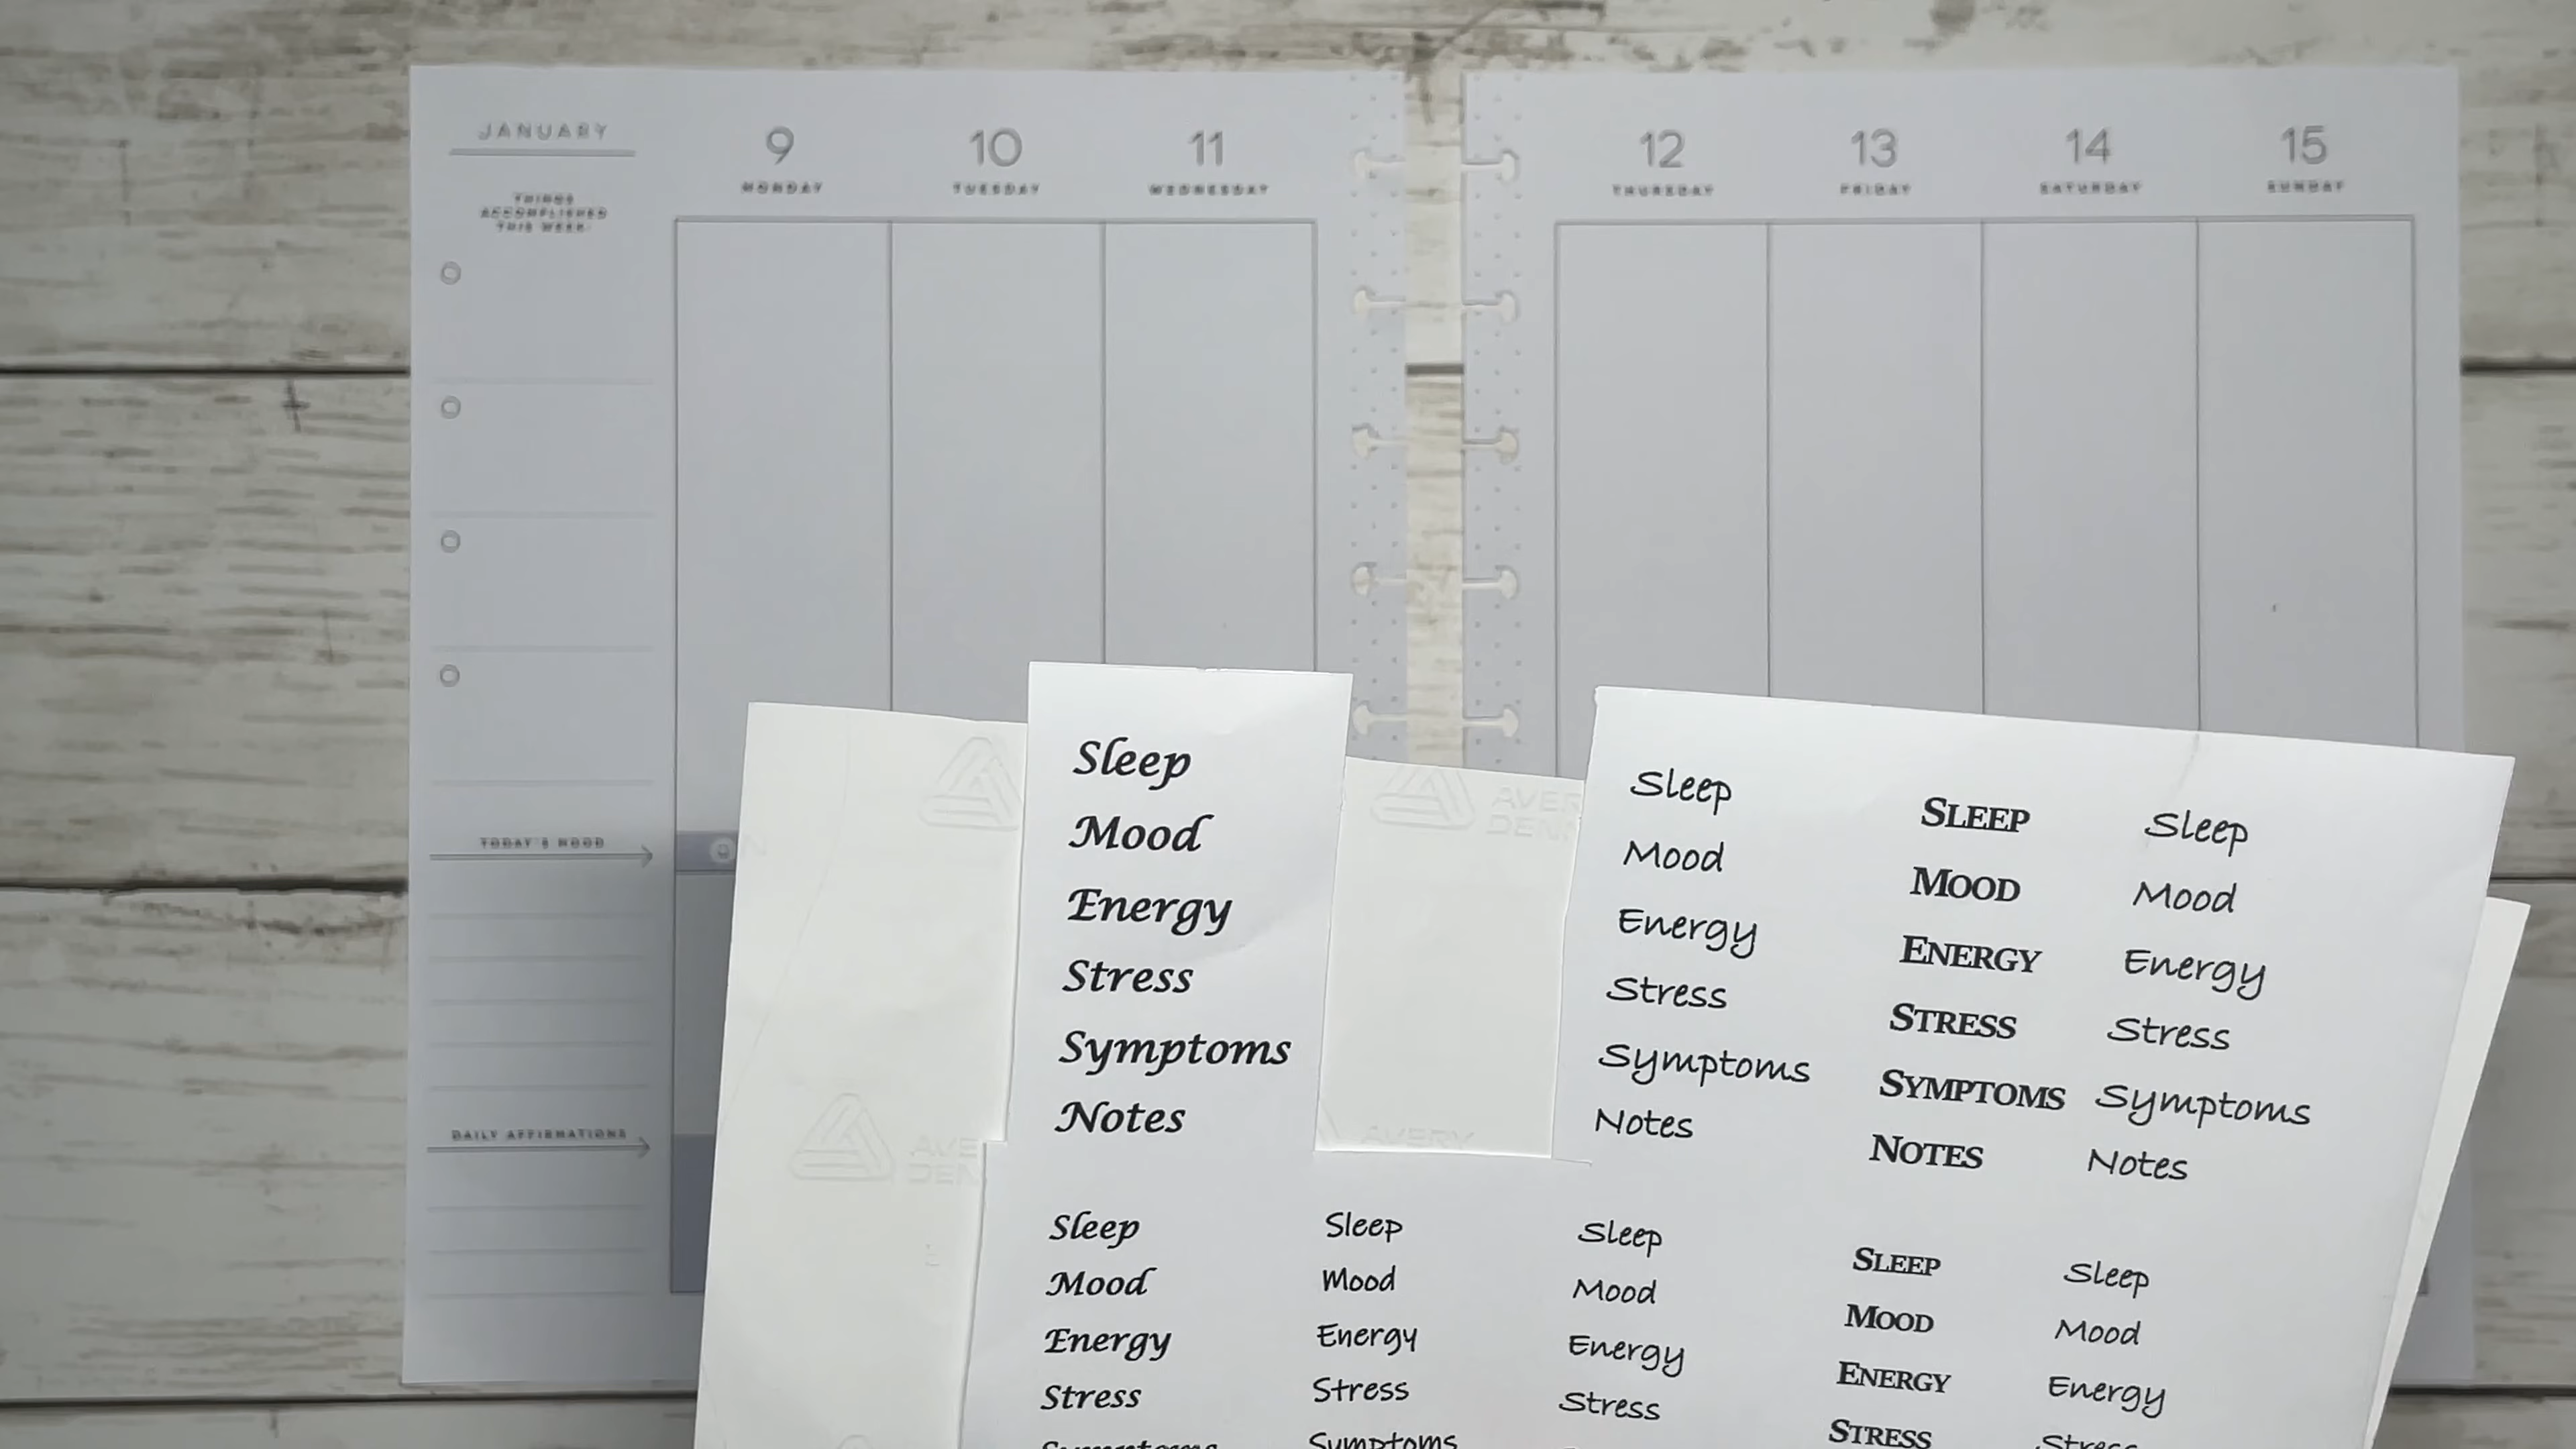 JANUARY
THINGS
ACCOMPLISHED
THIS WEEK
9
MONDAY
10
TUESDAY
11
WEDNESDAY
12
THURSDAY
13
FRIDAY
14
SATURDAY
15
SUNDAY
TODAY'S MOOD
DAILY AFFIRMATIONS
AVERY
AVERY
Sleep
Mood
Energy
Stress
Symptoms
Notes
Sleep
Mood
Energy
Stress
Symptoms
Notes
SLEEP
MOOD
ENERGY
STRESS
SYMPTOMS
NOTES
Sleep
Mood
Energy
Stress
Symptoms
Notes
Sleep
Mood
Energy
Stress
Symptoms
Sleep
Mood
Energy
Stress
Symptoms
Sleep
Mood
Energy
Stress
SLEEP
MOOD
ENERGY
STRESS
Sleep
Mood
Energy
Stress